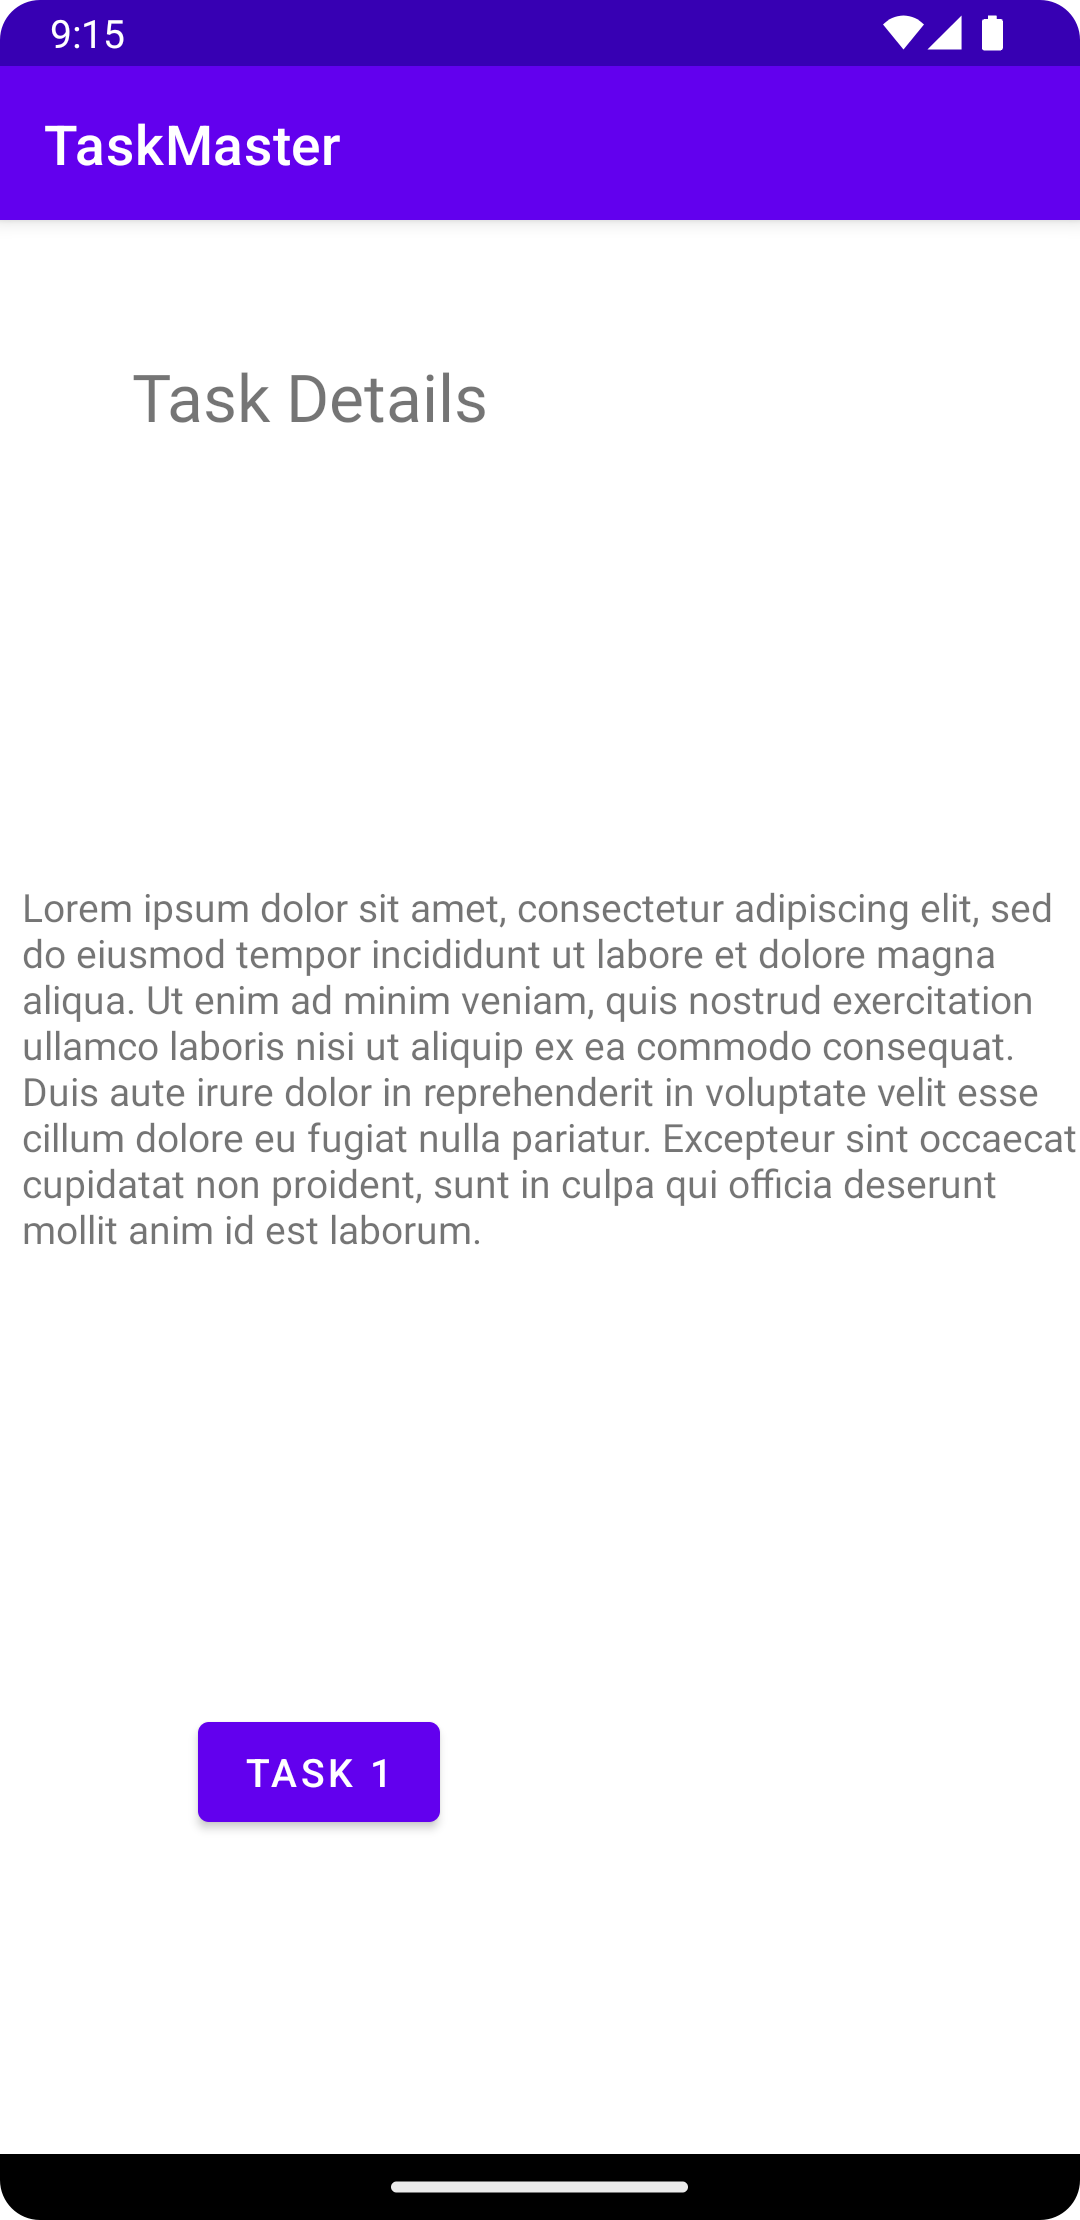 9:15
TaskMaster
Task Details
Lorem ipsum dolor sit amet, consectetur adipiscing elit, sed
do eiusmod tempor incididunt ut labore et dolore magna
aliqua. Ut enim ad minim veniam, quis nostrud exercitation
ullamco laboris nisi ut aliquip ex ea commodo consequat.
Duis aute irure dolor in reprehenderit in voluptate velit esse
cillum dolore eu fugiat nulla pariatur. Excepteur sint occaecat
cupidatat non proident, sunt in culpa qui officia deserunt
mollit anim id est laborum.
TASK 1